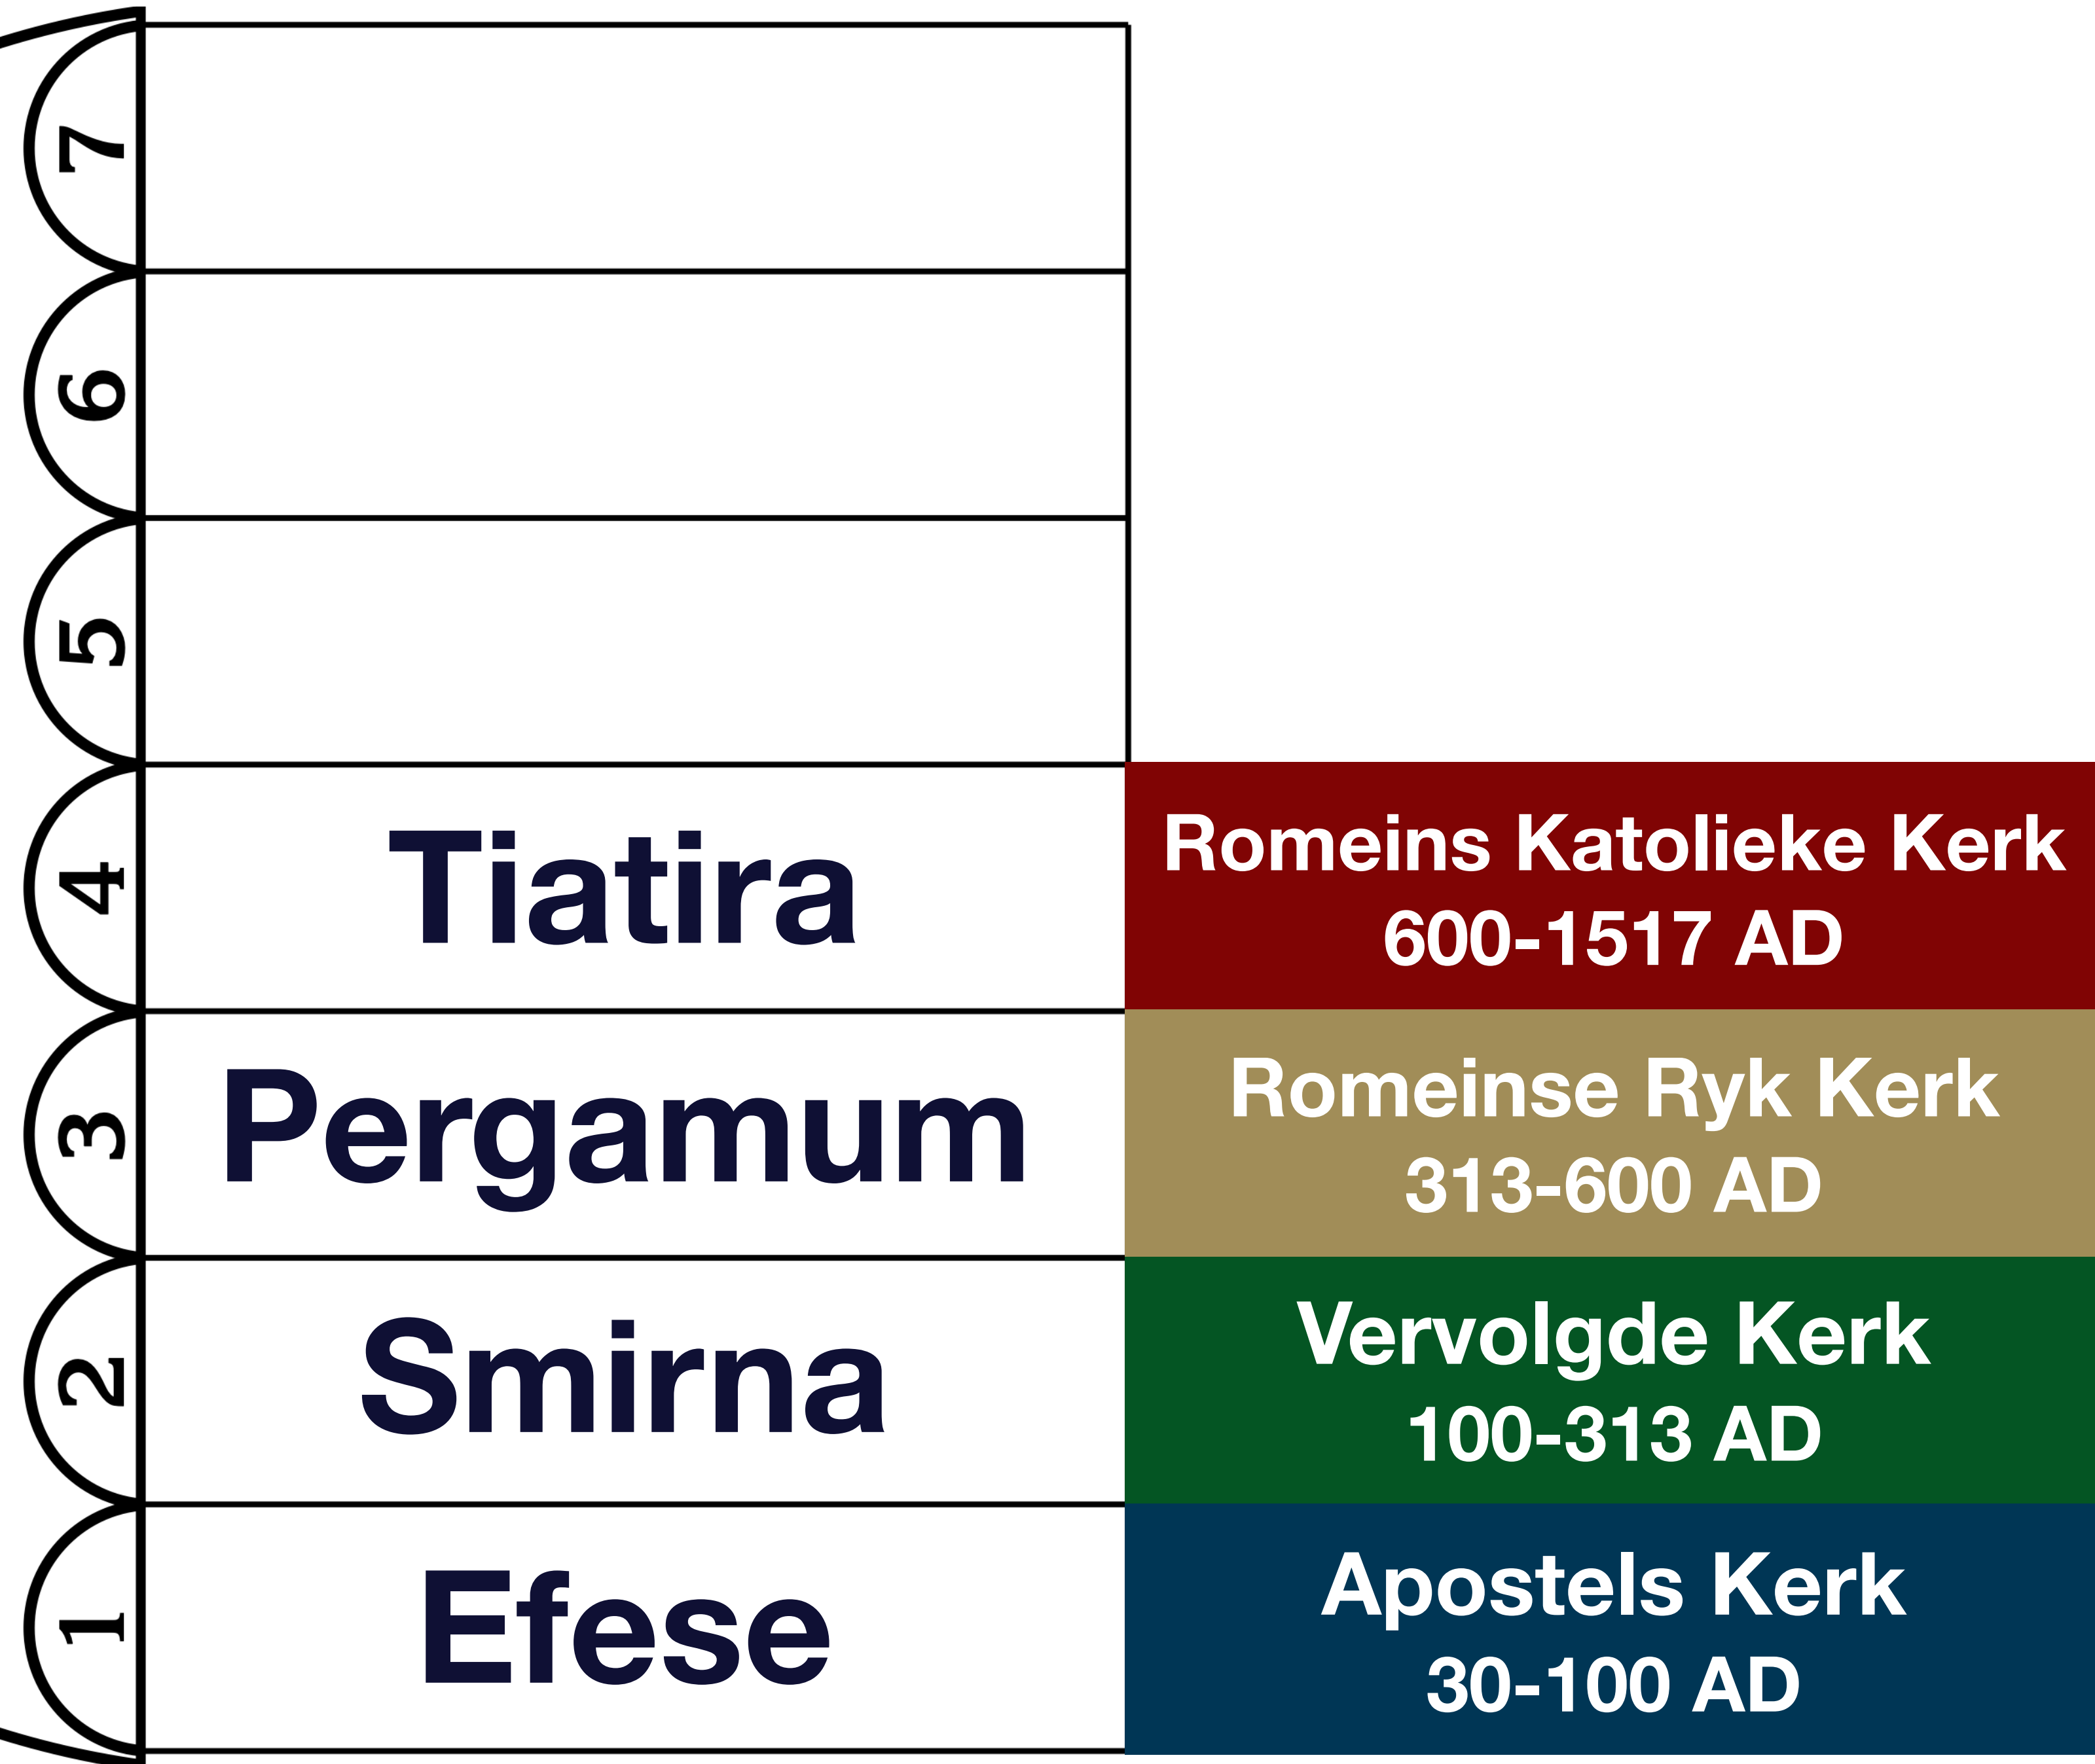 7
6
5
4
Tiatira
Romeins Katolieke Kerk
600-1517 AD
3
Pergamum
Romeinse Ryk Kerk
313-600 AD
2
Smirna
Vervolgde Kerk
100-313 AD
1
Efese
Apostels Kerk
30-100 AD